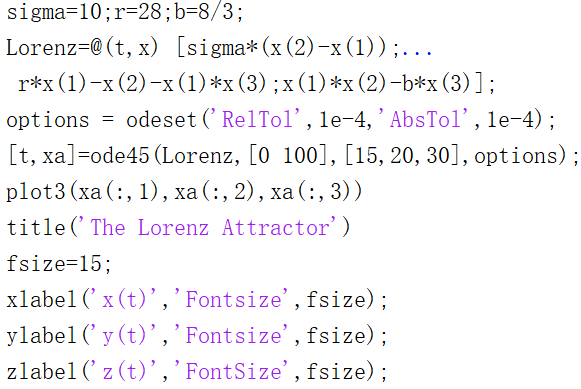 sigma=10;r=28;b=8/3;
Lorenz=@(t,x) [sigma*(x(2)-x(1));...
r*x(1)-x(2)-x(1)*x(3);x(1)*x(2)-b*x(3)];
options = odeset('RelTol',1e-4,'AbsTol',1e-4);
[t,xa]=ode45(Lorenz,[0 100],[15,20,30],options);
plot3(xa(:,1),xa(:,2),xa(:,3))
title('The Lorenz Attractor')
fsize=15;
xlabel('x(t)','Fontsize',fsize);
ylabel('y(t)','Fontsize',fsize);
zlabel('z(t)','FontSize',fsize);